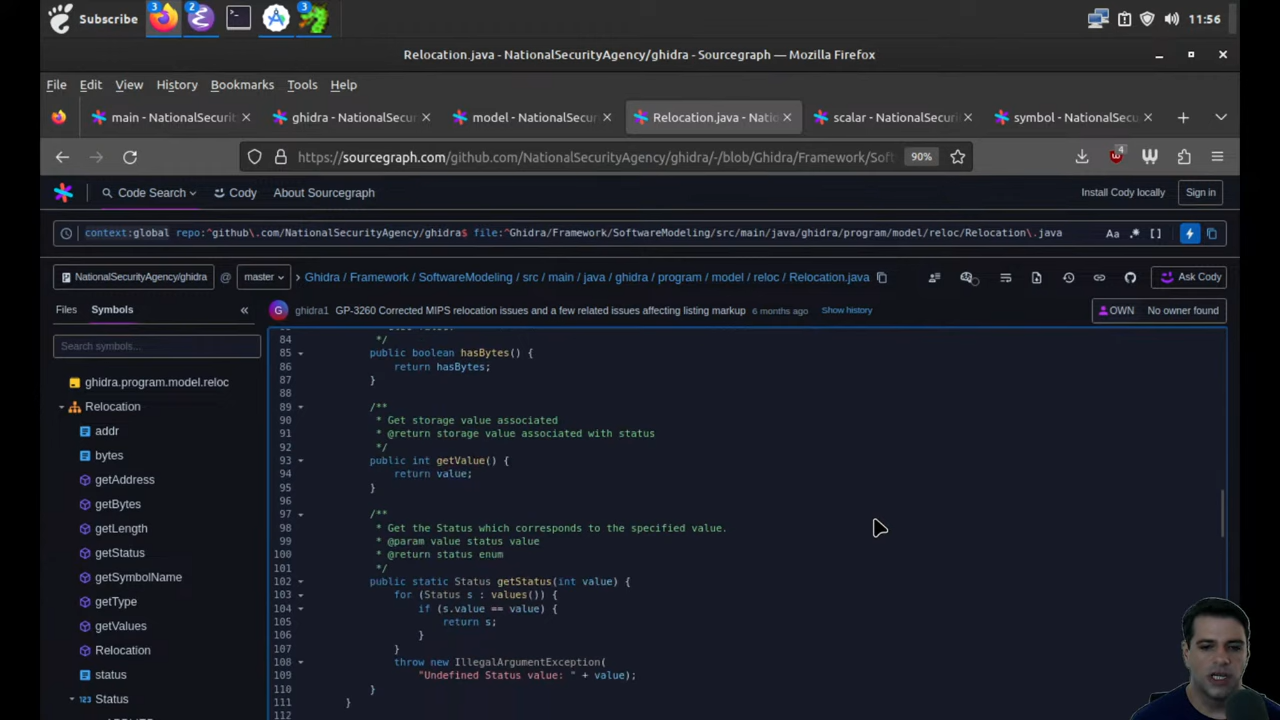 Subscribe
3
2
3
11:56
Relocation.java - NationalSecurityAgency/ghidra - Sourcegraph — Mozilla Firefox
File Edit View History Bookmarks Tools Help
main - NationalSecurit
ghidra - NationalSecur
model - NationalSecurit
Relocation.java - Natio
scalar - NationalSecuri
symbol - NationalSecu
https://sourcegraph.com/github.com/NationalSecurityAgency/ghidra/-/blob/Ghidra/Framework/Soft
90%
4
Code Search
Cody
About Sourcegraph
Install Cody locally
Sign in
context:global repo:^github\.com/NationalSecurityAgency/ghidra$ file:^Ghidra/Framework/SoftwareModeling/src/main/java/ghidra/program/model/reloc/Relocation\.java
Aa .* []
NationalSecurityAgency/ghidra @ master > Ghidra / Framework / SoftwareModeling / src / main / java / ghidra / program / model / reloc / Relocation.java
Ask Cody
Files Symbols «
G ghidra1 GP-3260 Corrected MIPS relocation issues and a few related issues affecting listing markup 6 months ago Show history
OWN No owner found
Search symbols...
ghidra.program.model.reloc
Relocation
addr
bytes
getAddress
getBytes
getLength
getStatus
getSymbolName
getType
getValues
Relocation
status
123 Status
84 */
85 public boolean hasBytes() {
86 return hasBytes;
87 }
88
89 /**
90 * Get storage value associated
91 * @return storage value associated with status
92 */
93 public int getValue() {
94 return value;
95 }
96
97 /**
98 * Get the Status which corresponds to the specified value.
99 * @param value status value
100 * @return status enum
101 */
102 public static Status getStatus(int value) {
103 for (Status s : values()) {
104 if (s.value == value) {
105 return s;
106 }
107 }
108 throw new IllegalArgumentException(
109 "Undefined Status value: " + value);
110 }
111 }
112